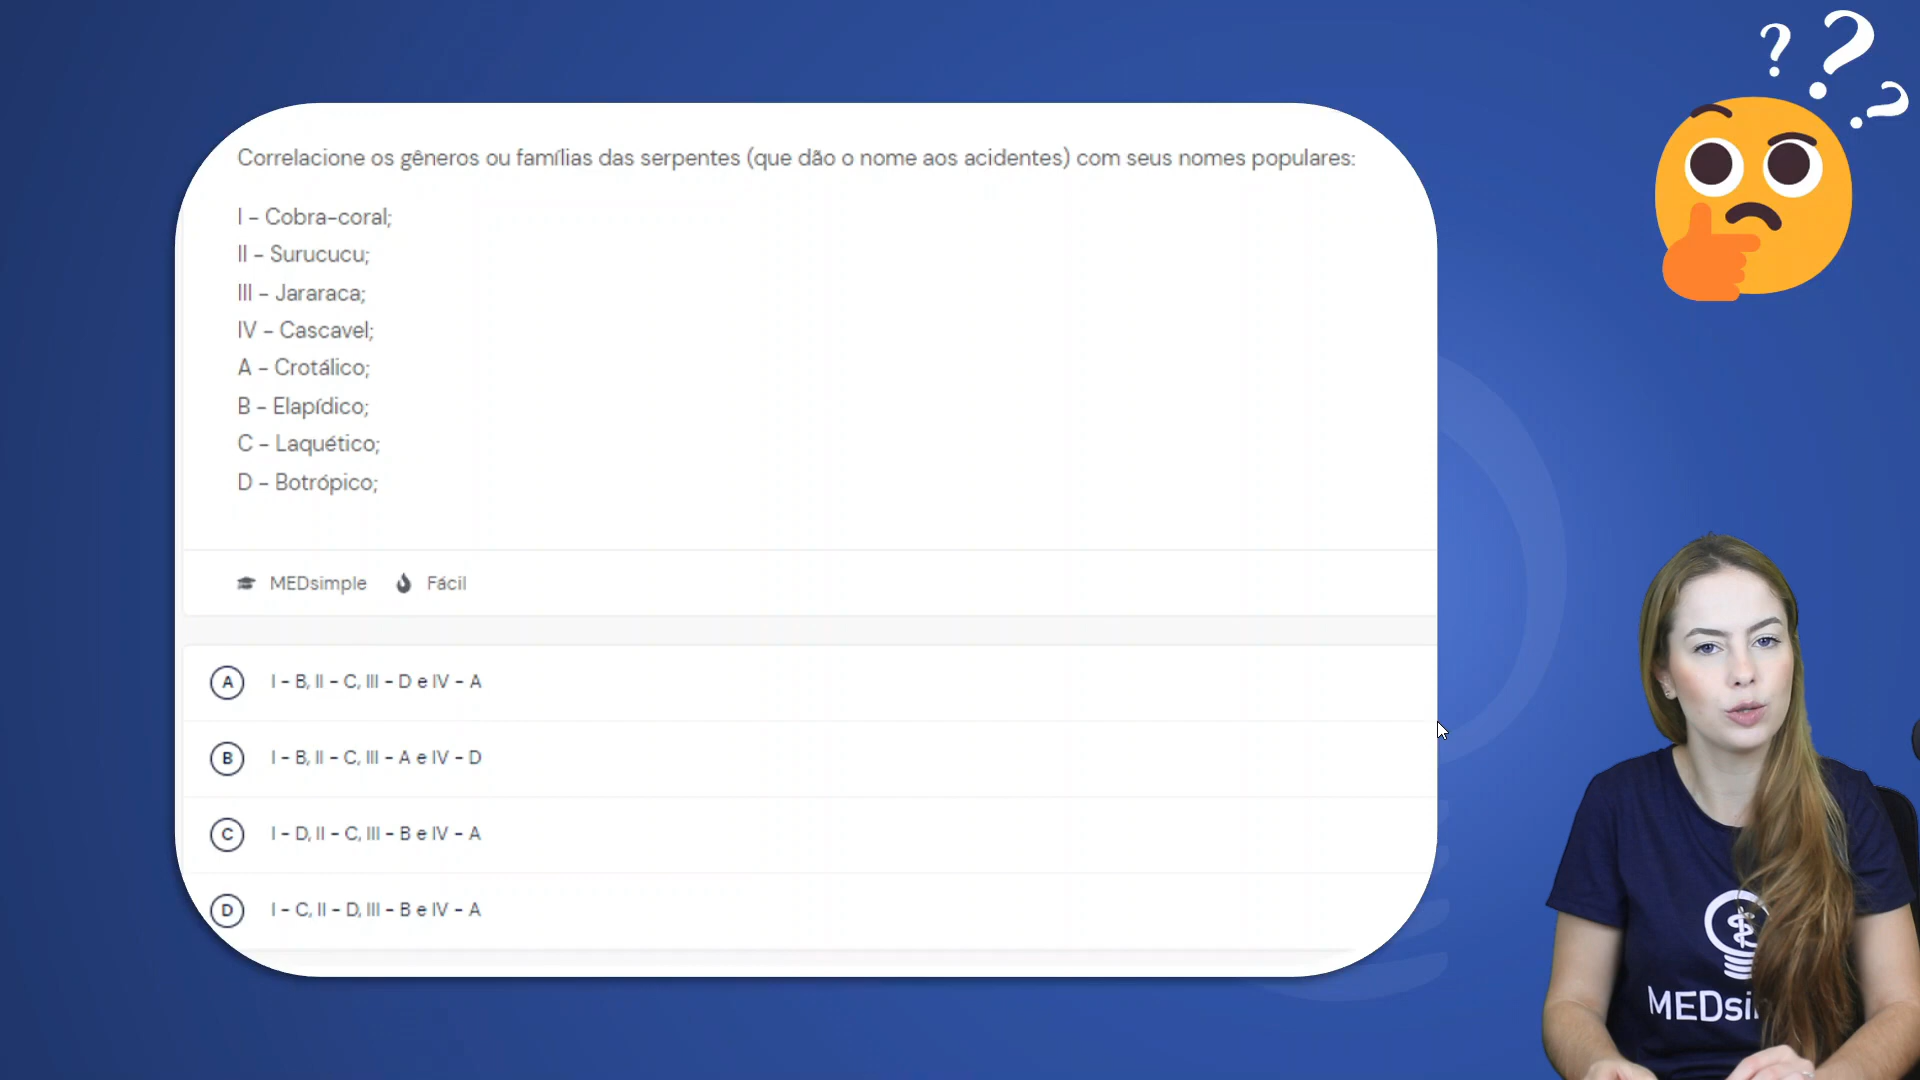 Correlacione os gêneros ou famílias das serpentes (que dão o nome aos acidentes) com seus nomes populares:
I - Cobra-coral;
II - Surucucu;
III - Jararaca;
IV - Cascavel;
A - Crotálico;
B - Elapídico;
C - Laquético;
D - Botrópico;
MEDsimple Fácil
A I - B, II - C, III - D e IV - A
B I - B, II - C, III - A e IV - D
C I - D, II - C, III - B e IV - A
D I - C, II - D, III - B e IV - A
? ? ?
MEDsi